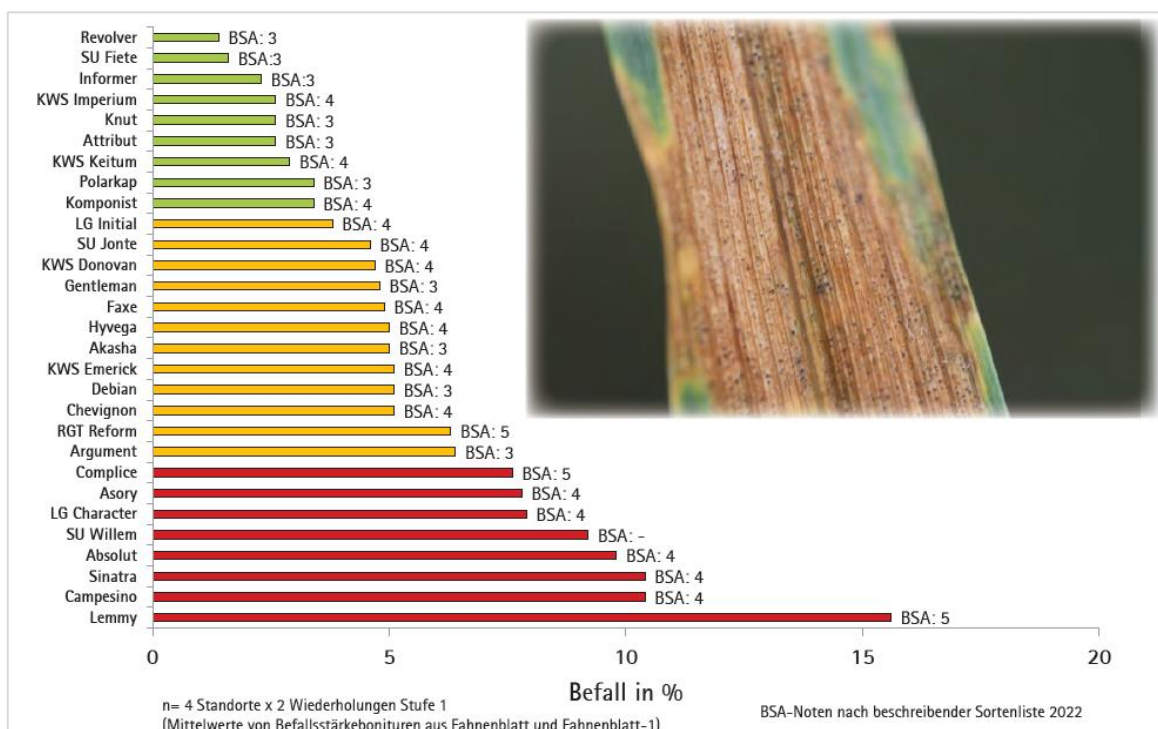 Revolver BSA: 3
SU Fiete BSA:3
Informer BSA:3
KWS Imperium BSA: 4
Knut BSA: 3
Attribut BSA: 3
KWS Keitum BSA: 4
Polarkap BSA: 3
Komponist BSA: 4
LG Initial BSA: 4
SU Jonte BSA: 4
KWS Donovan BSA: 4
Gentleman BSA: 3
Faxe BSA: 4
Hyvega BSA: 4
Akasha BSA: 3
KWS Emerick BSA: 4
Debian BSA: 3
Chevignon BSA: 4
RGT Reform BSA: 5
Argument BSA: 3
Complice BSA: 5
Asory BSA: 4
LG Character BSA: 4
SU Willem BSA: -
Absolut BSA: 4
Sinatra BSA: 4
Campesino BSA: 4
Lemmy BSA: 5
0 5 10 15 20
Befall in %
n= 4 Standorte x 2 Wiederholungen Stufe 1
(Mittelwerte von Befallsstärkebonituren aus Fahnenblatt und Fahnenblatt-1)
BSA-Noten nach beschreibender Sortenliste 2022